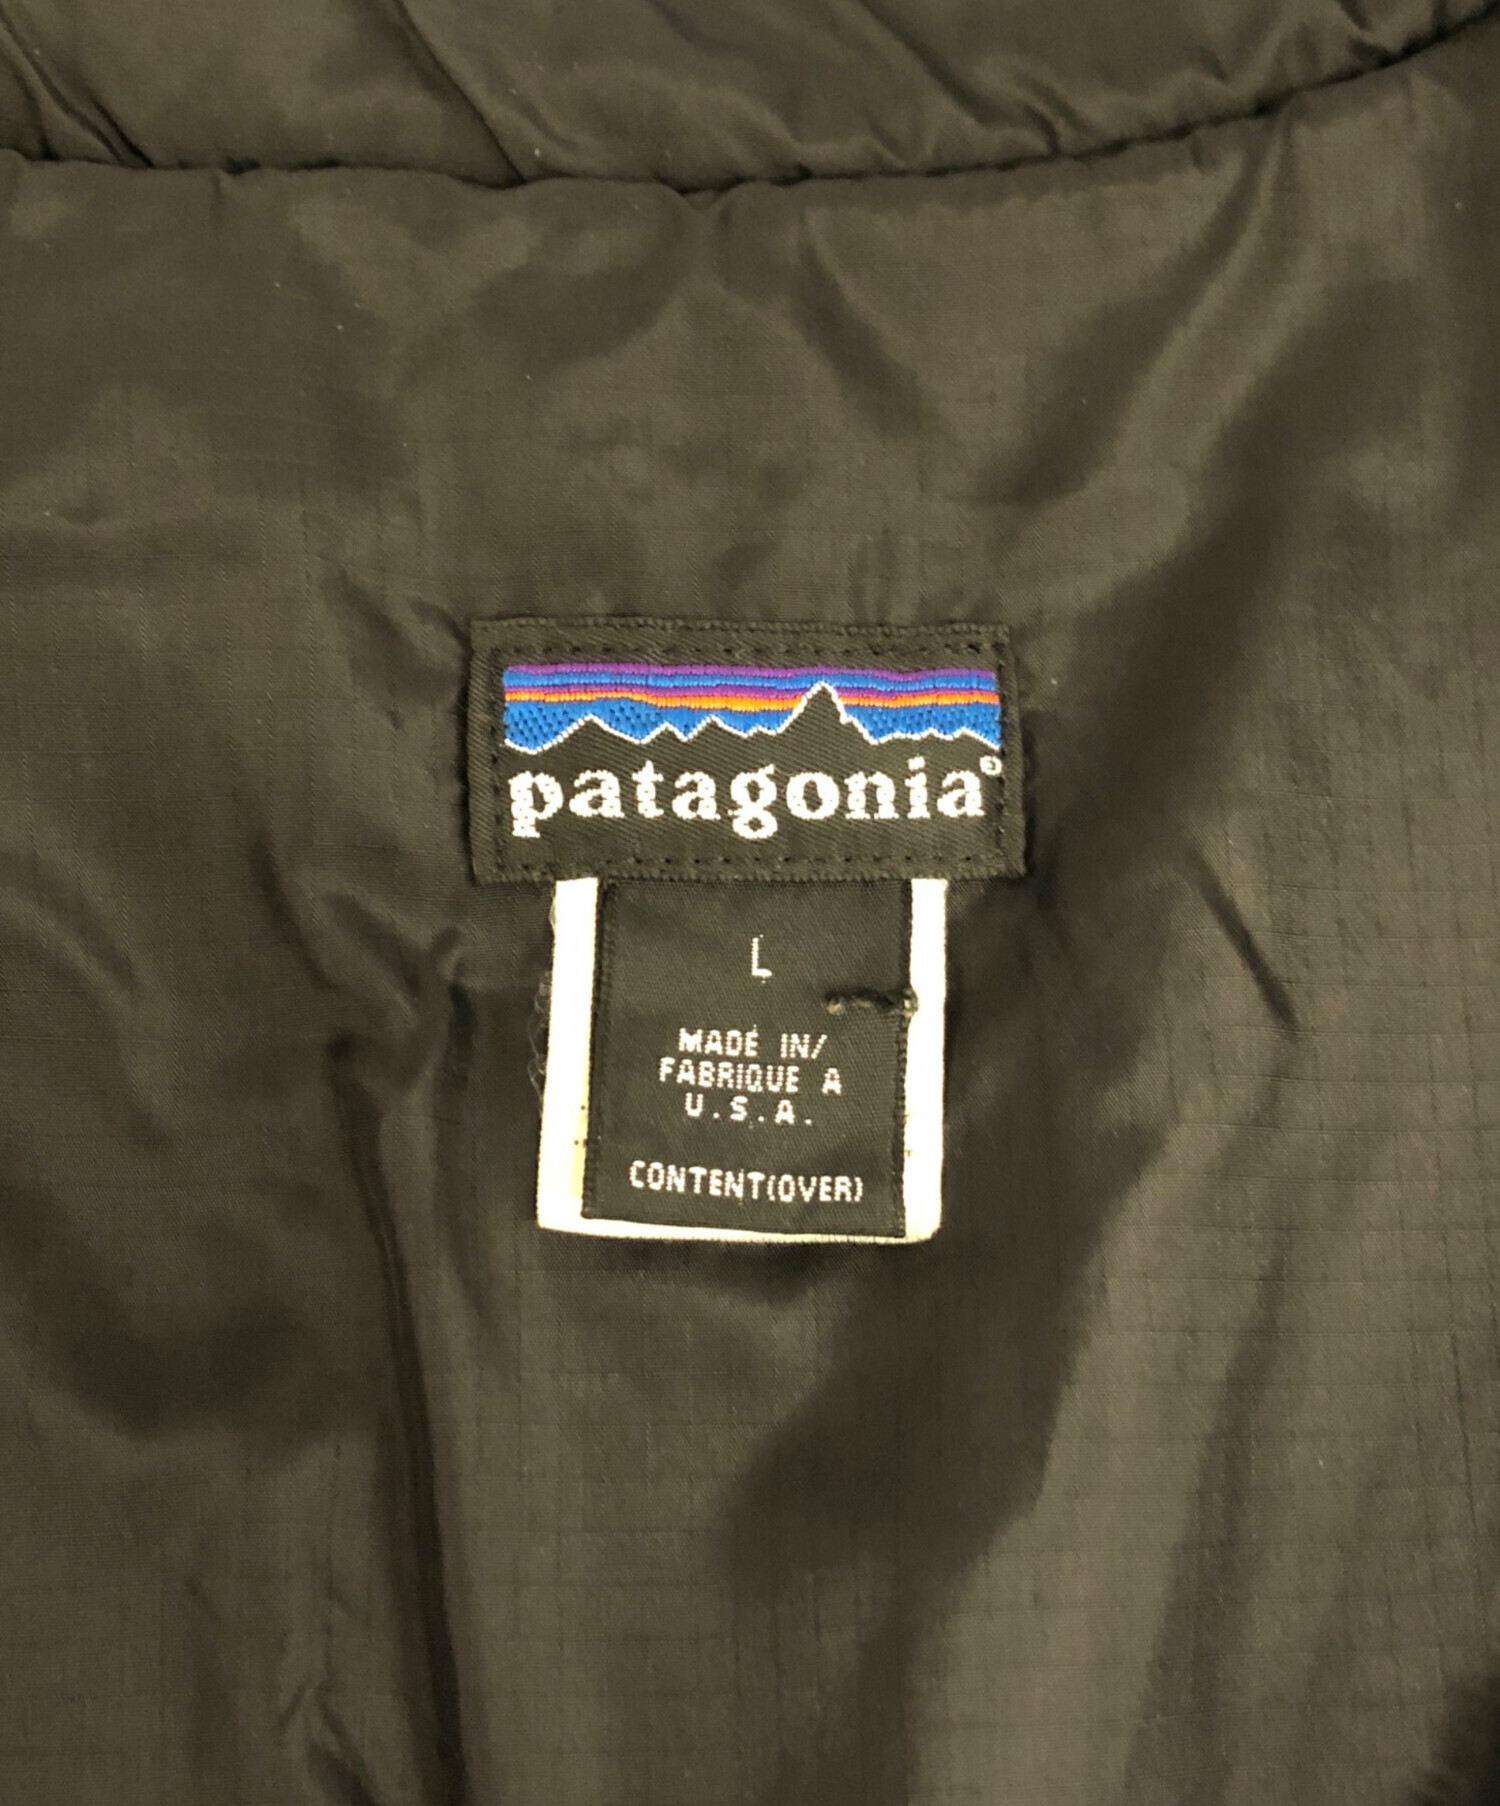 patagonia®
L
MADE IN/
FABRIQUE A
U.S.A.
CONTENT(OVER)